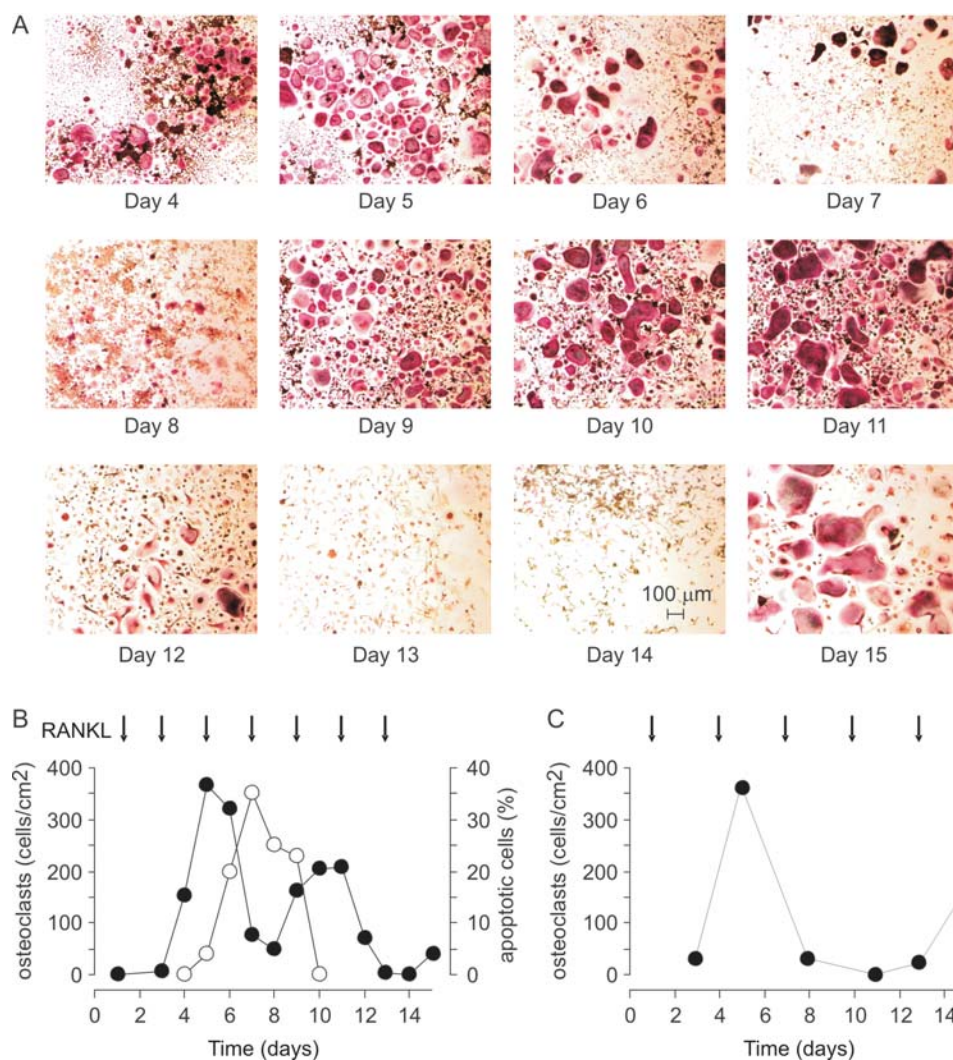 A
Day 4 Day 5 Day 6 Day 7
Day 8 Day 9 Day 10 Day 11
100 μm
Day 12 Day 13 Day 14 Day 15
B
RANKL
400 40 
300 30
200 20
100 10
0 0
osteoclasts (cells/cm2)
apoptotic cells (%)
0 2 4 6 8 10 12 14
Time (days)
C
400
300
200
100
0
osteoclasts (cells/cm2)
0 2 4 6 8 10 12 14
Time (days)